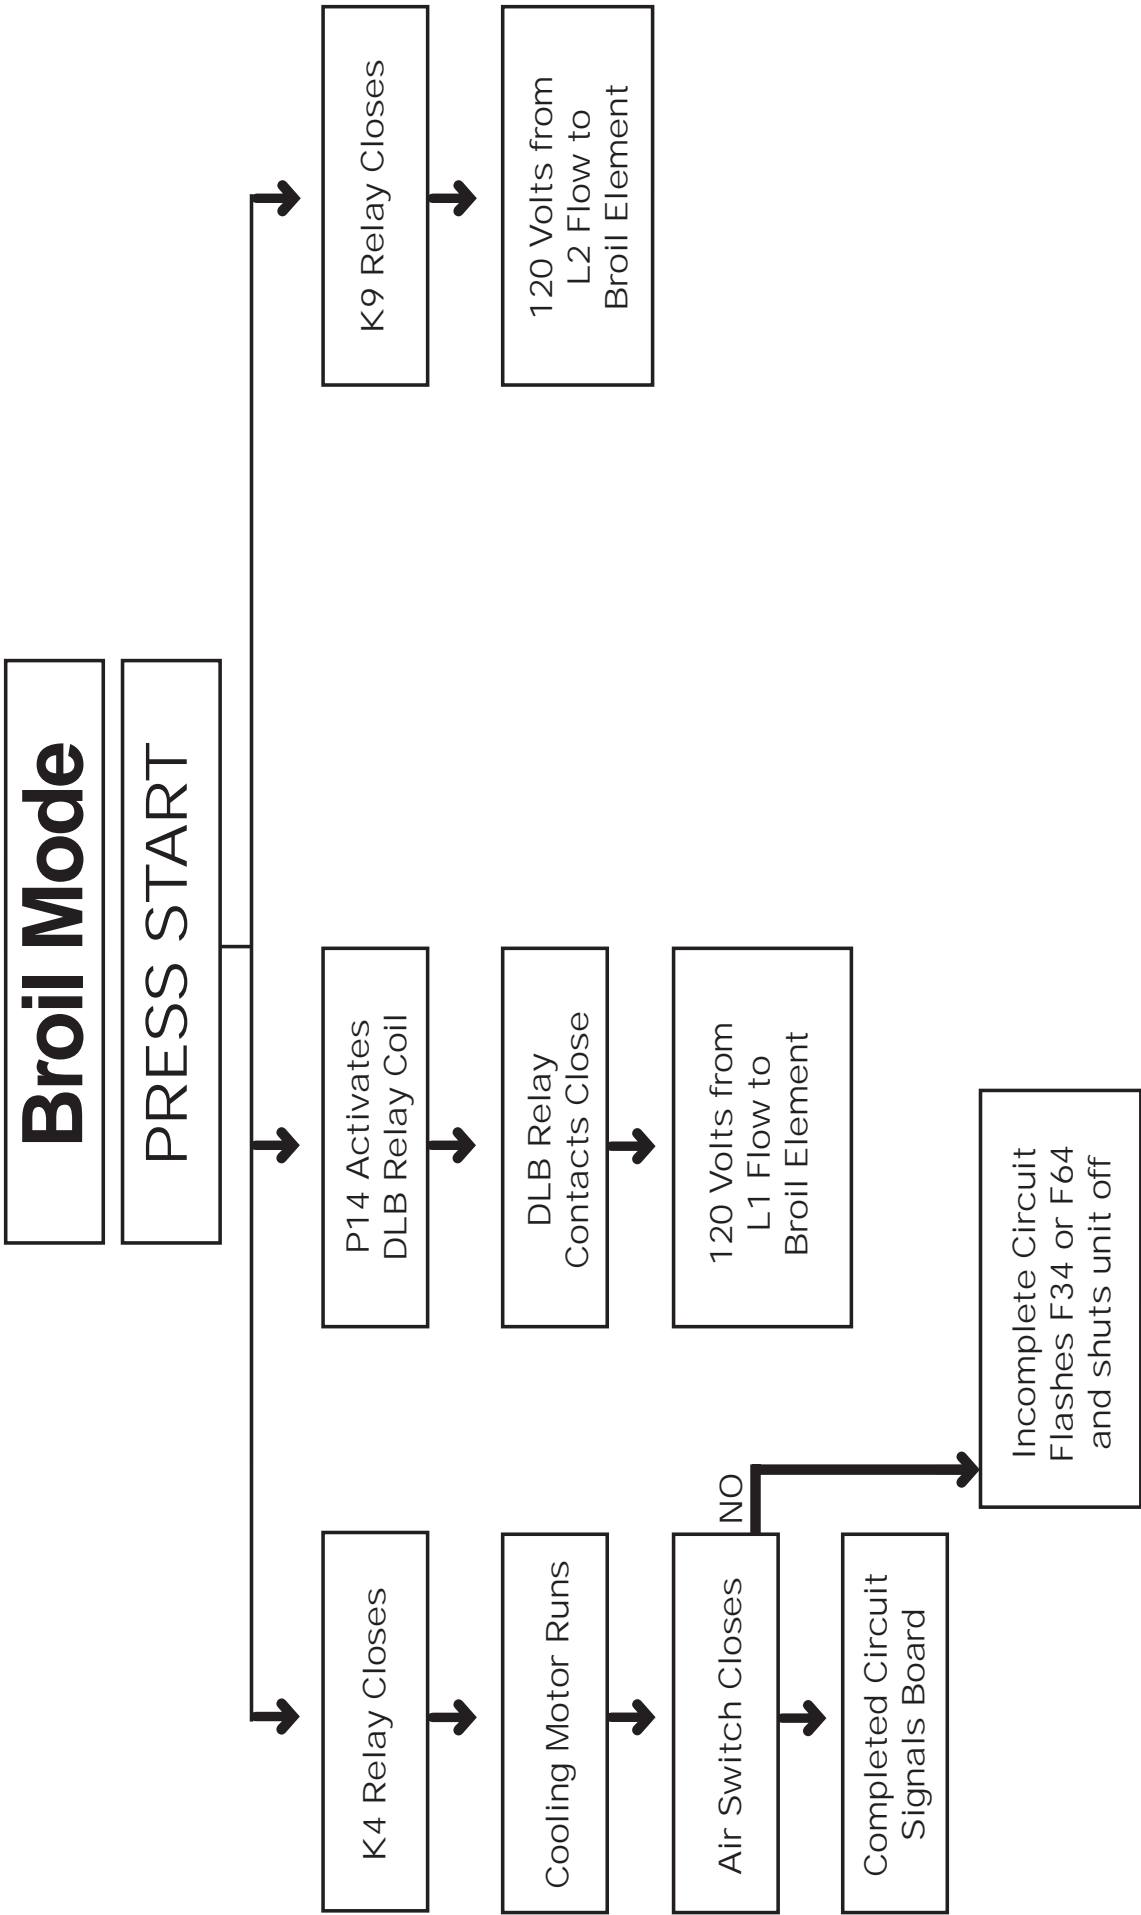 Broil Mode
PRESS START
K4 Relay Closes
Cooling Motor Runs
Air Switch Closes
NO
Completed Circuit
Signals Board
Incomplete Circuit
Flashes F34 or F64
and shuts unit off
P14 Activates
DLB Relay Coil
DLB Relay
Contacts Close
120 Volts from
L1 Flow to
Broil Element
K9 Relay Closes
120 Volts from
L2 Flow to
Broil Element